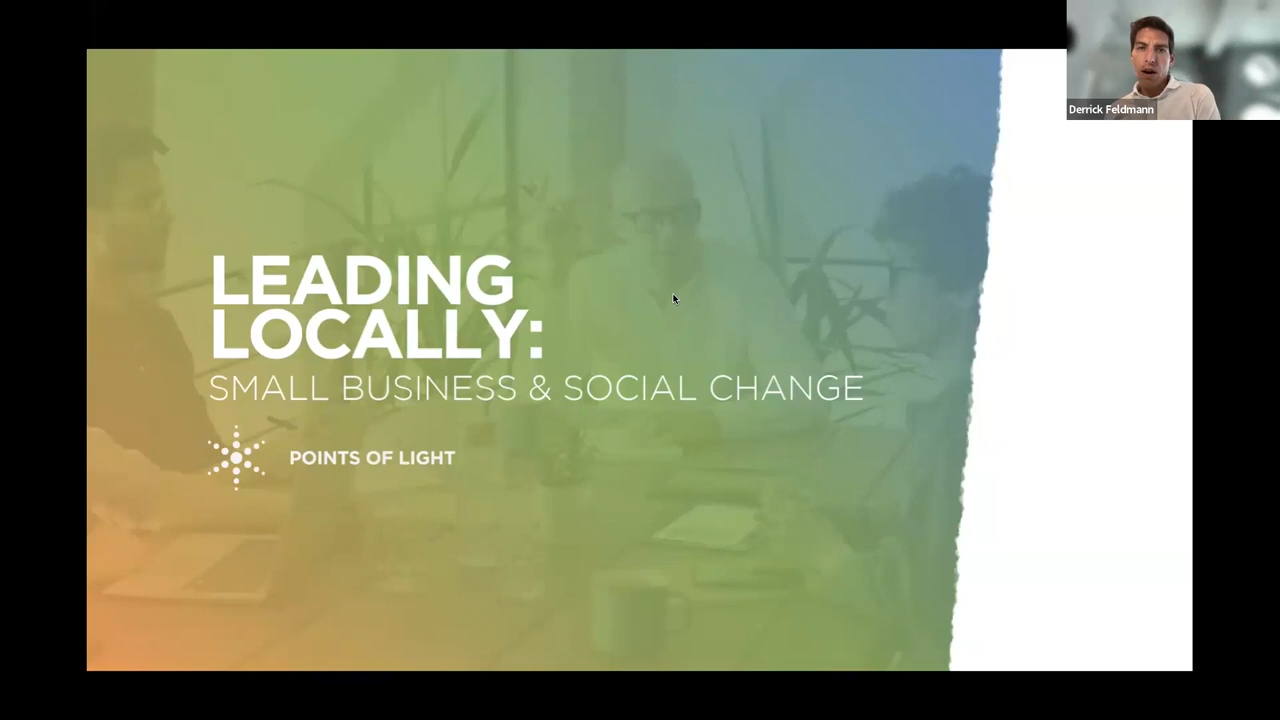 Derrick Feldmann
LEADING
LOCALLY:
SMALL BUSINESS & SOCIAL CHANGE
POINTS OF LIGHT